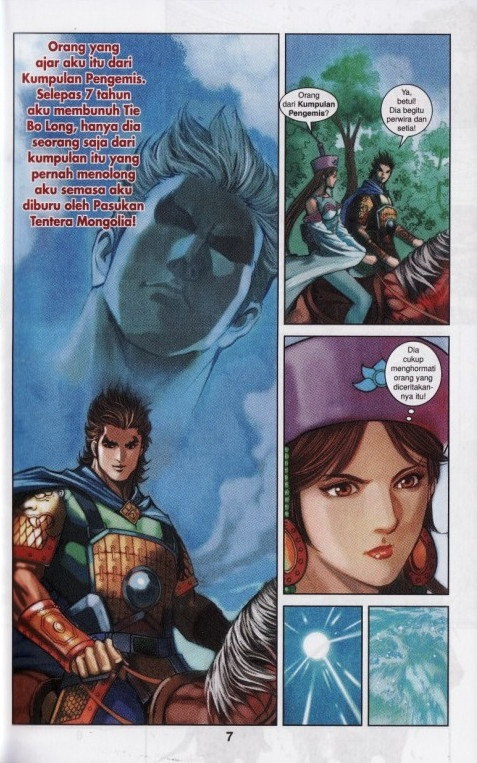 Orang yang
ajar aku itu dari
Kumpulan Pengemis.
Selepas 7 tahun
aku membunuh Tie
Bo Long, hanya dia
seorang saja dari
kumpulan itu yang
pernah menolong
aku semasa aku
diburu oleh Pasukan
Tentera Mongolia!
Orang
dari Kumpulan
Pengemis?
Ya,
betul!
Dia begitu
perwira dan
setia!
Dia
cukup
menghormati
orang yang
diceritakan-
nya itu!
7